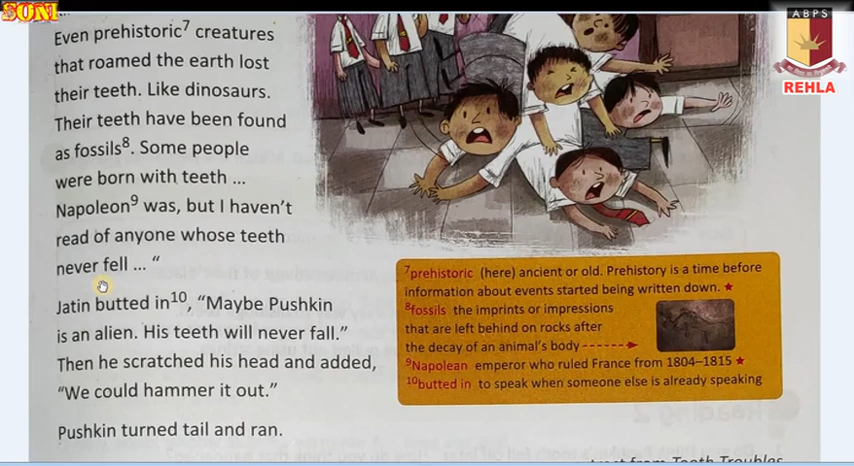 SONI
ABPS
REHLA
Even prehistoric⁷ creatures
that roamed the earth lost
their teeth. Like dinosaurs.
Their teeth have been found
as fossils⁸. Some people
were born with teeth ...
Napoleon⁹ was, but I haven’t
read of anyone whose teeth
never fell ... “
Jatin butted in¹⁰, “Maybe Pushkin
is an alien. His teeth will never fall.”
Then he scratched his head and added,
“We could hammer it out.”
Pushkin turned tail and ran.
⁷prehistoric (here) ancient or old. Prehistory is a time before
information about events started being written down. ★
⁸fossils the imprints or impressions
that are left behind on rocks after
the decay of an animal’s body
⁹Napolean emperor who ruled France from 1804–1815 ★
¹⁰butted in to speak when someone else is already speaking
from Tooth Troubles